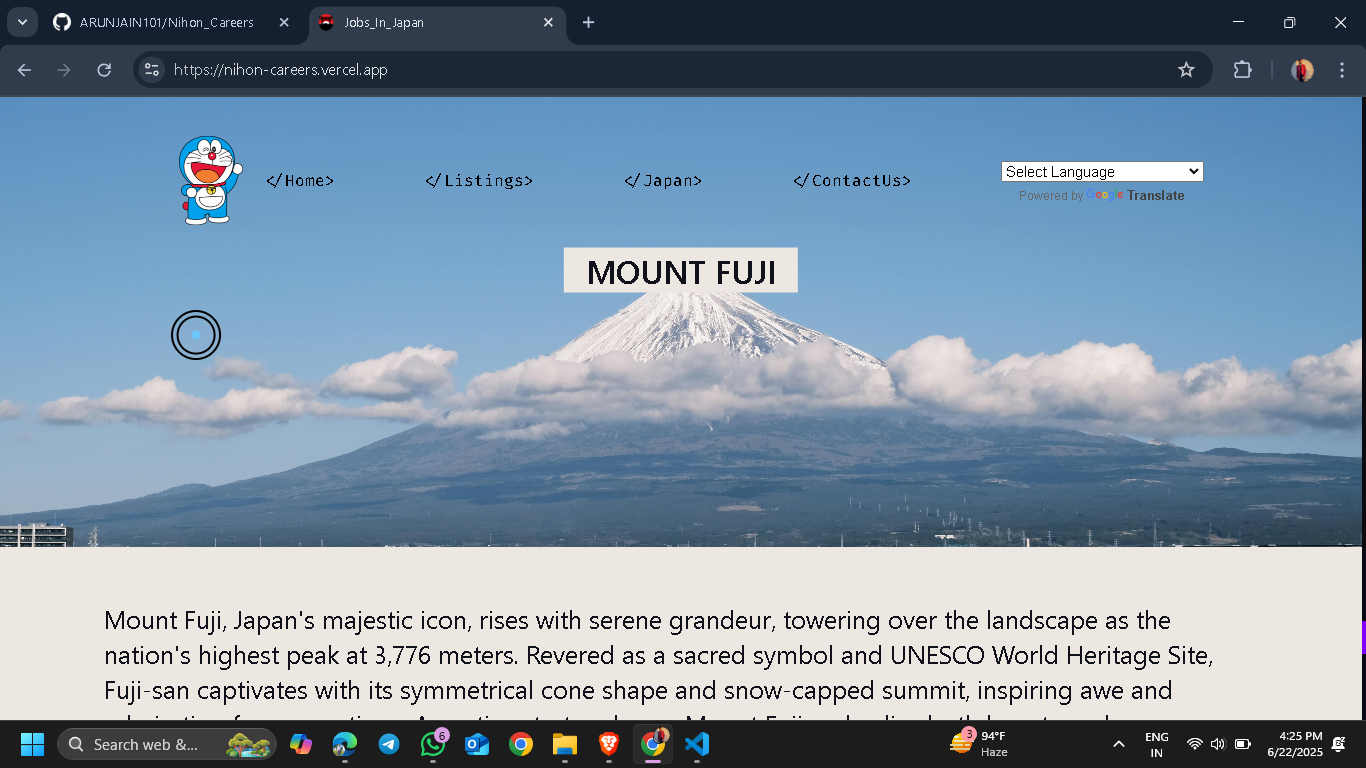 ARUNJAIN101/Nihon_Careers
Jobs_In_Japan
https://nihon-careers.vercel.app
</Home>
</Listings>
</Japan>
</ContactUs>
Select Language
Powered by Google Translate
MOUNT FUJI
Mount Fuji, Japan's majestic icon, rises with serene grandeur, towering over the landscape as the
nation's highest peak at 3,776 meters. Revered as a sacred symbol and UNESCO World Heritage Site,
Fuji-san captivates with its symmetrical cone shape and snow-capped summit, inspiring awe and
Search web &...
6
3
94°F
Haze
ENG
IN
4:25 PM
6/22/2025